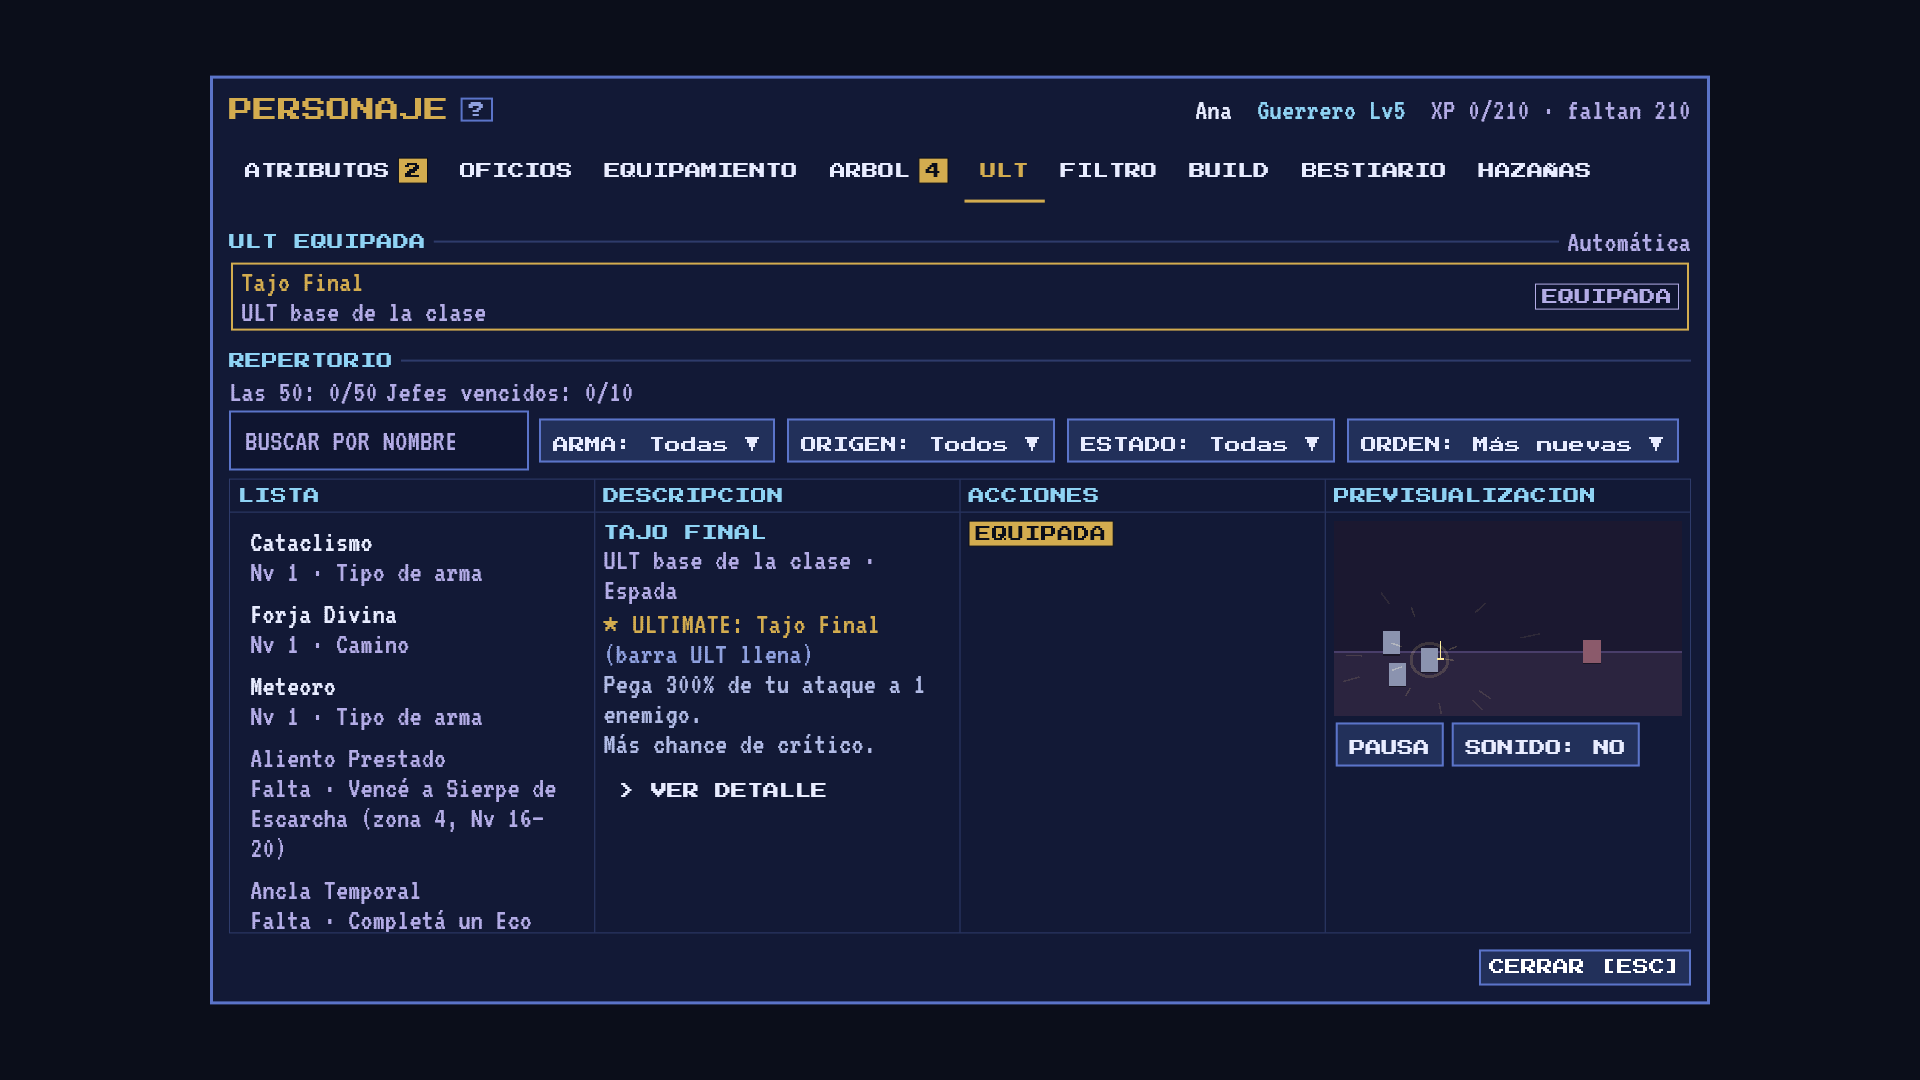 PERSONAJE ?
Ana Guerrero Lv5 XP 0/210 · faltan 210
ATRIBUTOS 2 OFICIOS EQUIPAMIENTO ARBOL 4 ULT FILTRO BUILD BESTIARIO HAZAñAS
ULT EQUIPADA
Automática
Tajo Final
ULT base de la clase
EQUIPADA
REPERTORIO
Las 50: 0/50 Jefes vencidos: 0/10
BUSCAR POR NOMBRE
ARMA: Todas ▼
ORIGEN: Todos ▼
ESTADO: Todas ▼
ORDEN: Más nuevas ▼
LISTA
Cataclismo
Nv 1 · Tipo de arma
Forja Divina
Nv 1 · Camino
Meteoro
Nv 1 · Tipo de arma
Aliento Prestado
Falta · Vencé a Sierpe de
Escarcha (zona 4, Nv 16-
20)
Ancla Temporal
Falta · Completá un Eco
DESCRIPCION
TAJO FINAL
ULT base de la clase ·
Espada
★ ULTIMATE: Tajo Final
(barra ULT llena)
Pega 300% de tu ataque a 1
enemigo.
Más chance de crítico.
> VER DETALLE
ACCIONES
EQUIPADA
PREVISUALIZACION
PAUSA
SONIDO: NO
CERRAR [ESC]